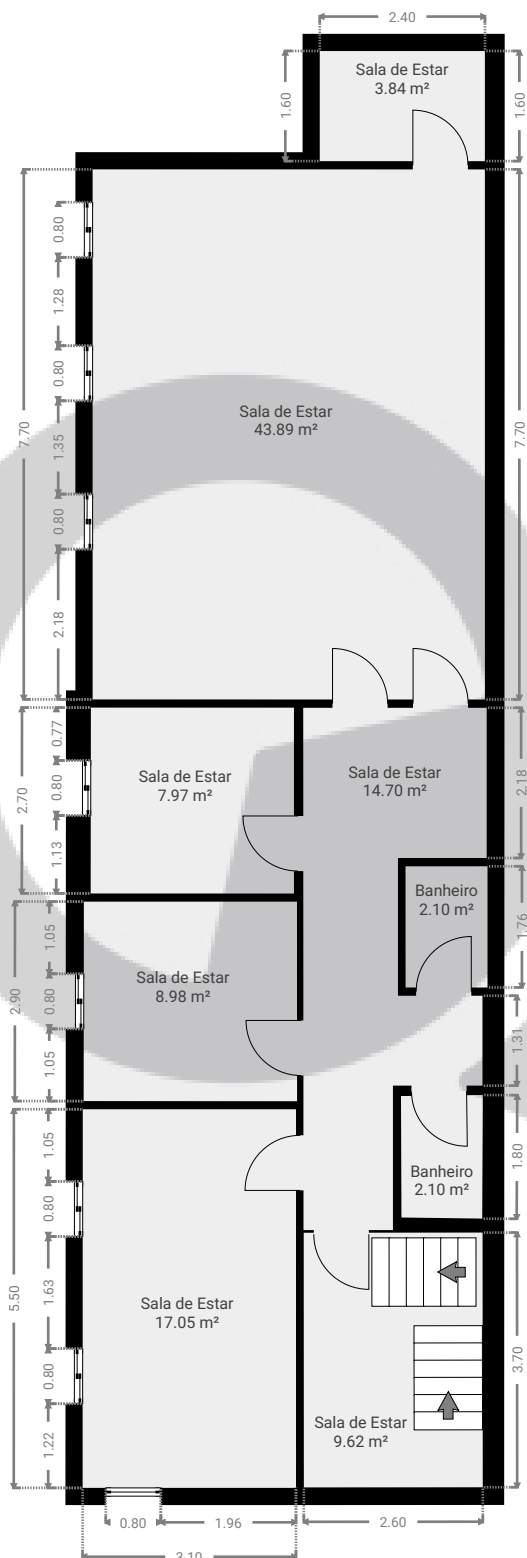 2.40
Sala de Estar
3.84 m²
1.60
1.60
0.80
1.28
0.80
7.70
1.35
0.80
2.18
7.70
Sala de Estar
43.89 m²
0.77
0.80
2.70
1.13
Sala de Estar
7.97 m²
Sala de Estar
14.70 m²
2.18
Banheiro
2.10 m²
1.76
1.05
0.80
2.90
1.05
Sala de Estar
8.98 m²
1.31
Banheiro
2.10 m²
1.80
1.05
0.80
5.50
1.63
0.80
1.22
Sala de Estar
17.05 m²
Sala de Estar
9.62 m²
3.70
0.80
1.96
2.60
3.10